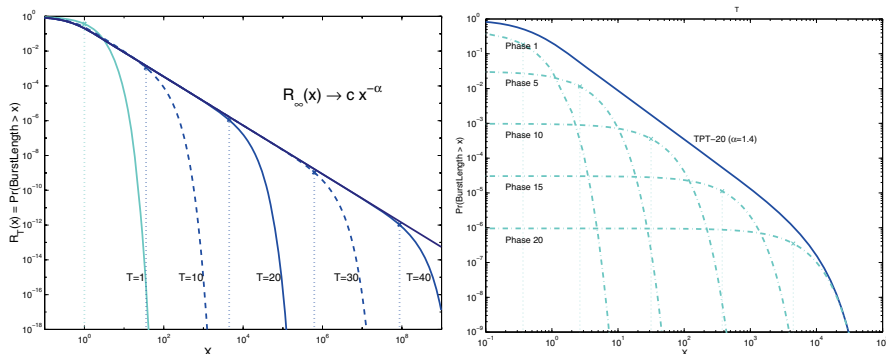 10^0
10^-2
10^-4
10^-6
10^-8
10^-10
10^-12
10^-14
10^-16
10^-18
R_T(x) = Pr(BurstLength > x)
R_∞(x) → c x^-α
T=1
T=10
T=20
T=30
T=40
10^0
10^2
10^4
10^6
10^8
X
T
10^0
10^-1
10^-2
10^-3
10^-4
10^-5
10^-6
10^-7
10^-8
10^-9
Pr(BurstLength > x)
Phase 1
Phase 5
Phase 10
Phase 15
Phase 20
TPT−20 (α=1.4)
10^-1
10^0
10^1
10^2
10^3
10^4
10
X